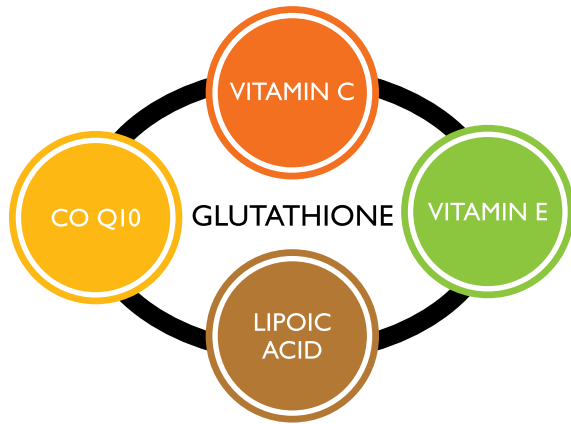 VITAMIN C
CO Q10
GLUTATHIONE
VITAMIN E
LIPOIC
ACID